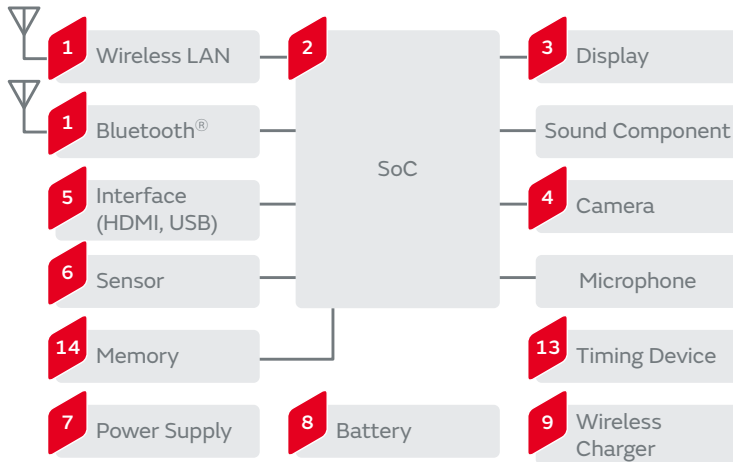 1 Wireless LAN
2
SoC
3 Display
1 Bluetooth®
Sound Component
5 Interface
(HDMI, USB)
4 Camera
6 Sensor
Microphone
14 Memory
13 Timing Device
7 Power Supply
8 Battery
9 Wireless
Charger